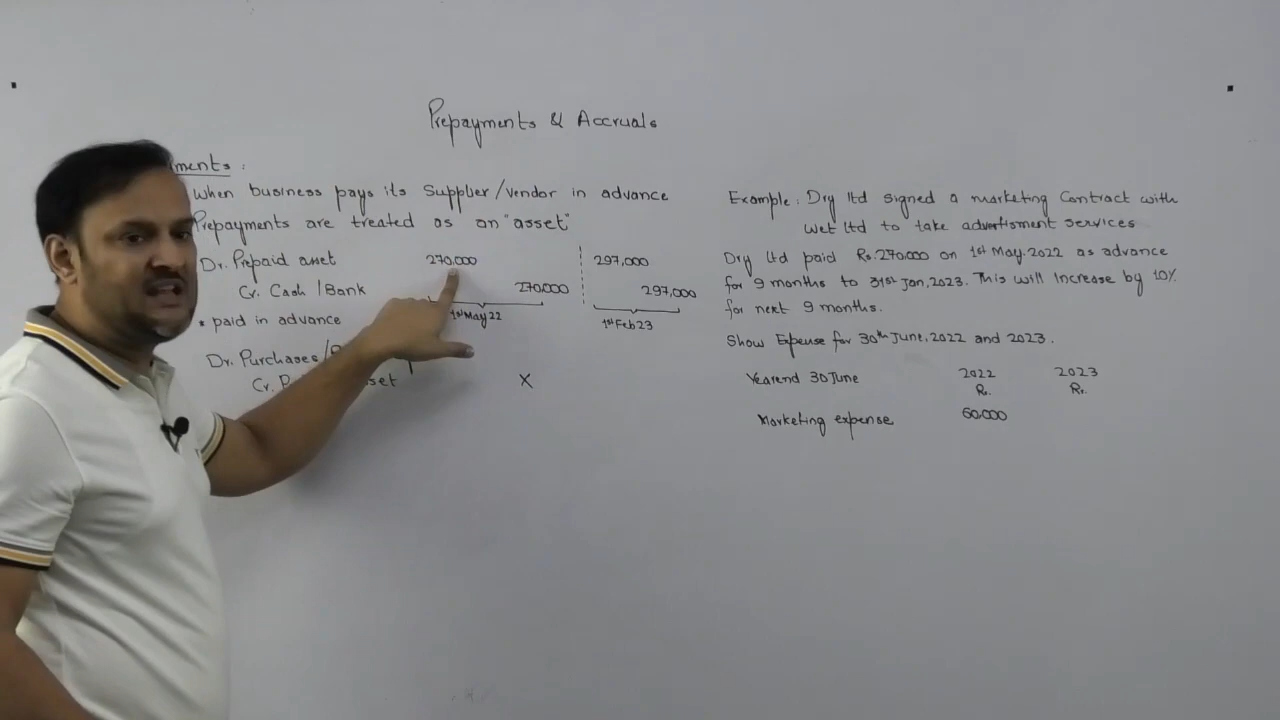 Prepayments & Accruals
ments :
When business pays its Supplier/vendor in advance
Prepayments are treated as an "asset"
Dr. Prepaid asset 270,000 297,000
Cr. Cash/Bank 270,000 297,000
* paid in advance 1st May 22 1st Feb 23
Dr. Purchases/
Cr. set X
Example: Dry ltd signed a marketing Contract with
Wet ltd to take advertisment services
Dry ltd paid Rs.270,000 on 1st May.2022 as advance
for 9 months to 31st Jan,2023. This will increase by 10%
for next 9 months.
Show Expense for 30th June,2022 and 2023.
Yearend 30 June 2022 2023
Rs. Rs.
Marketing expense 60,000